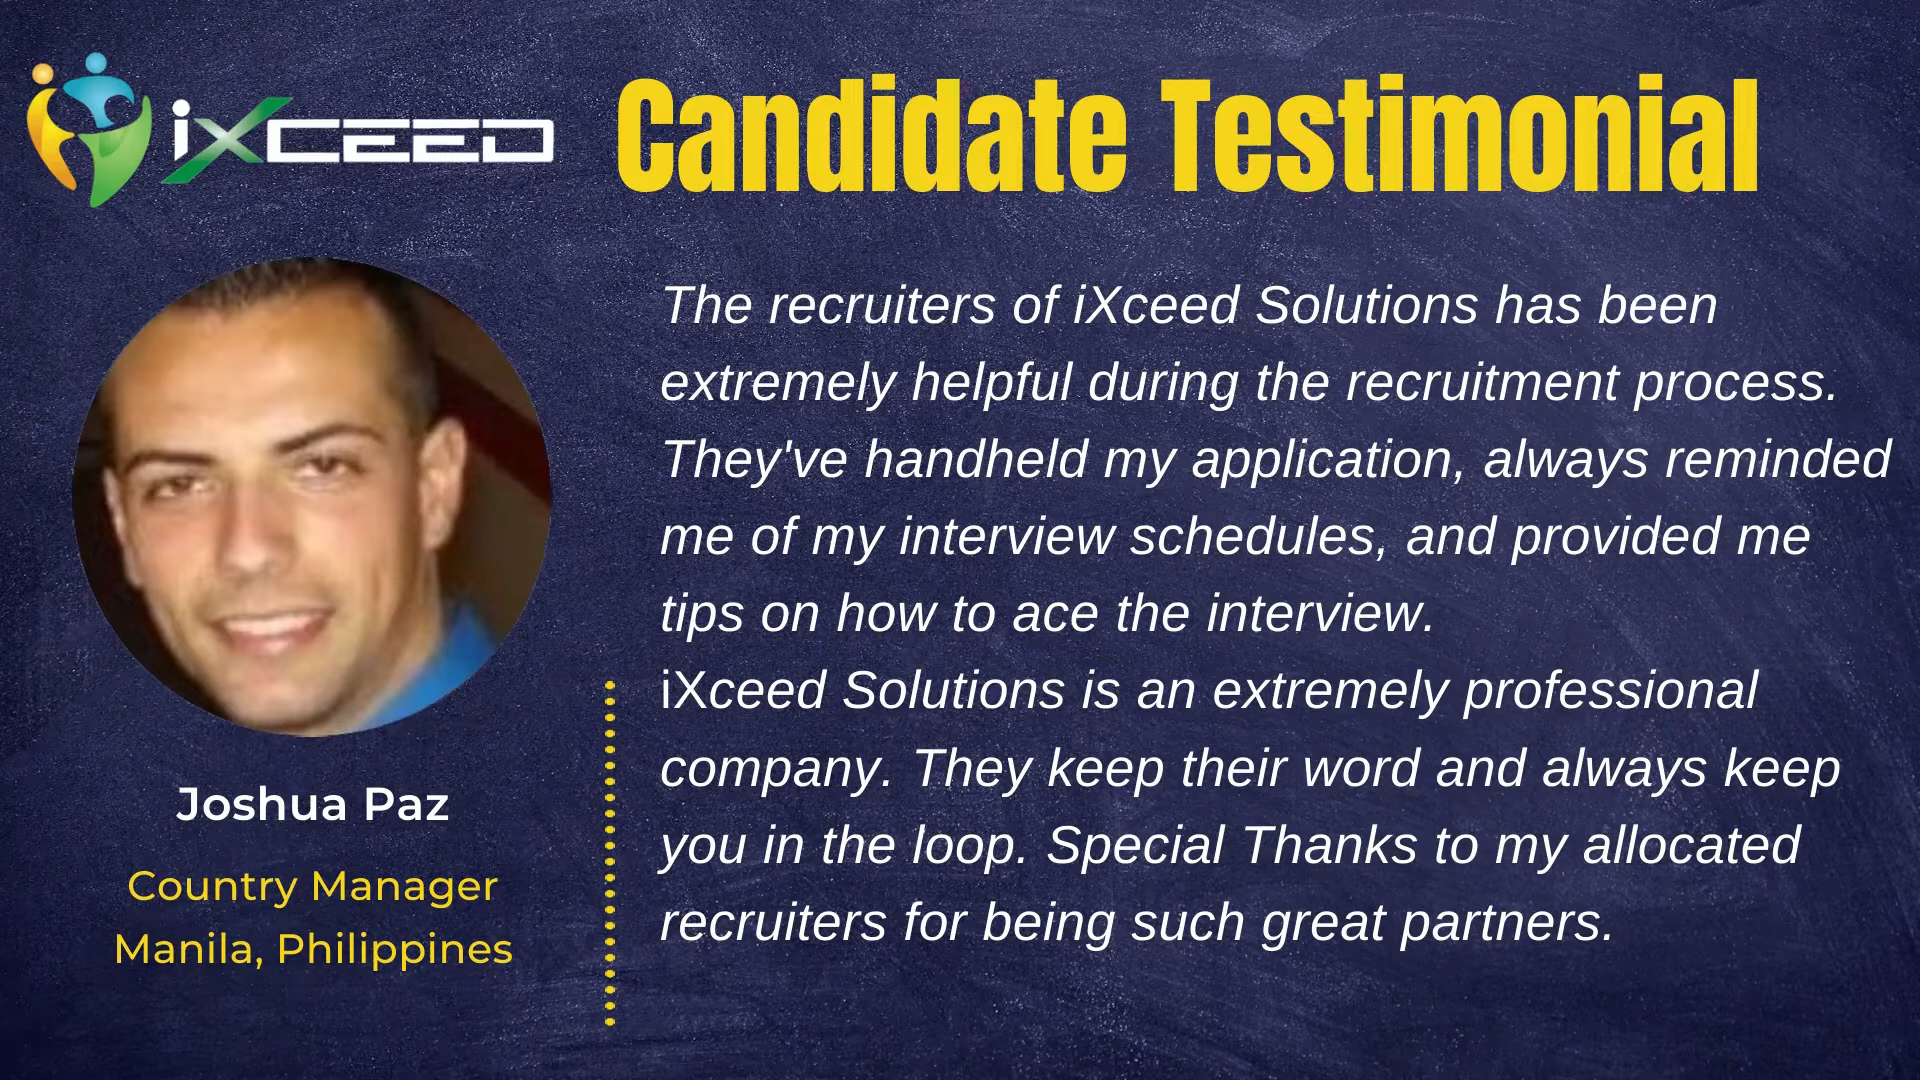 iXCEED
Candidate Testimonial
The recruiters of iXceed Solutions has been
extremely helpful during the recruitment process.
They've handheld my application, always reminded
me of my interview schedules, and provided me
tips on how to ace the interview.
iXceed Solutions is an extremely professional
company. They keep their word and always keep
you in the loop. Special Thanks to my allocated
recruiters for being such great partners.
Joshua Paz
Country Manager
Manila, Philippines